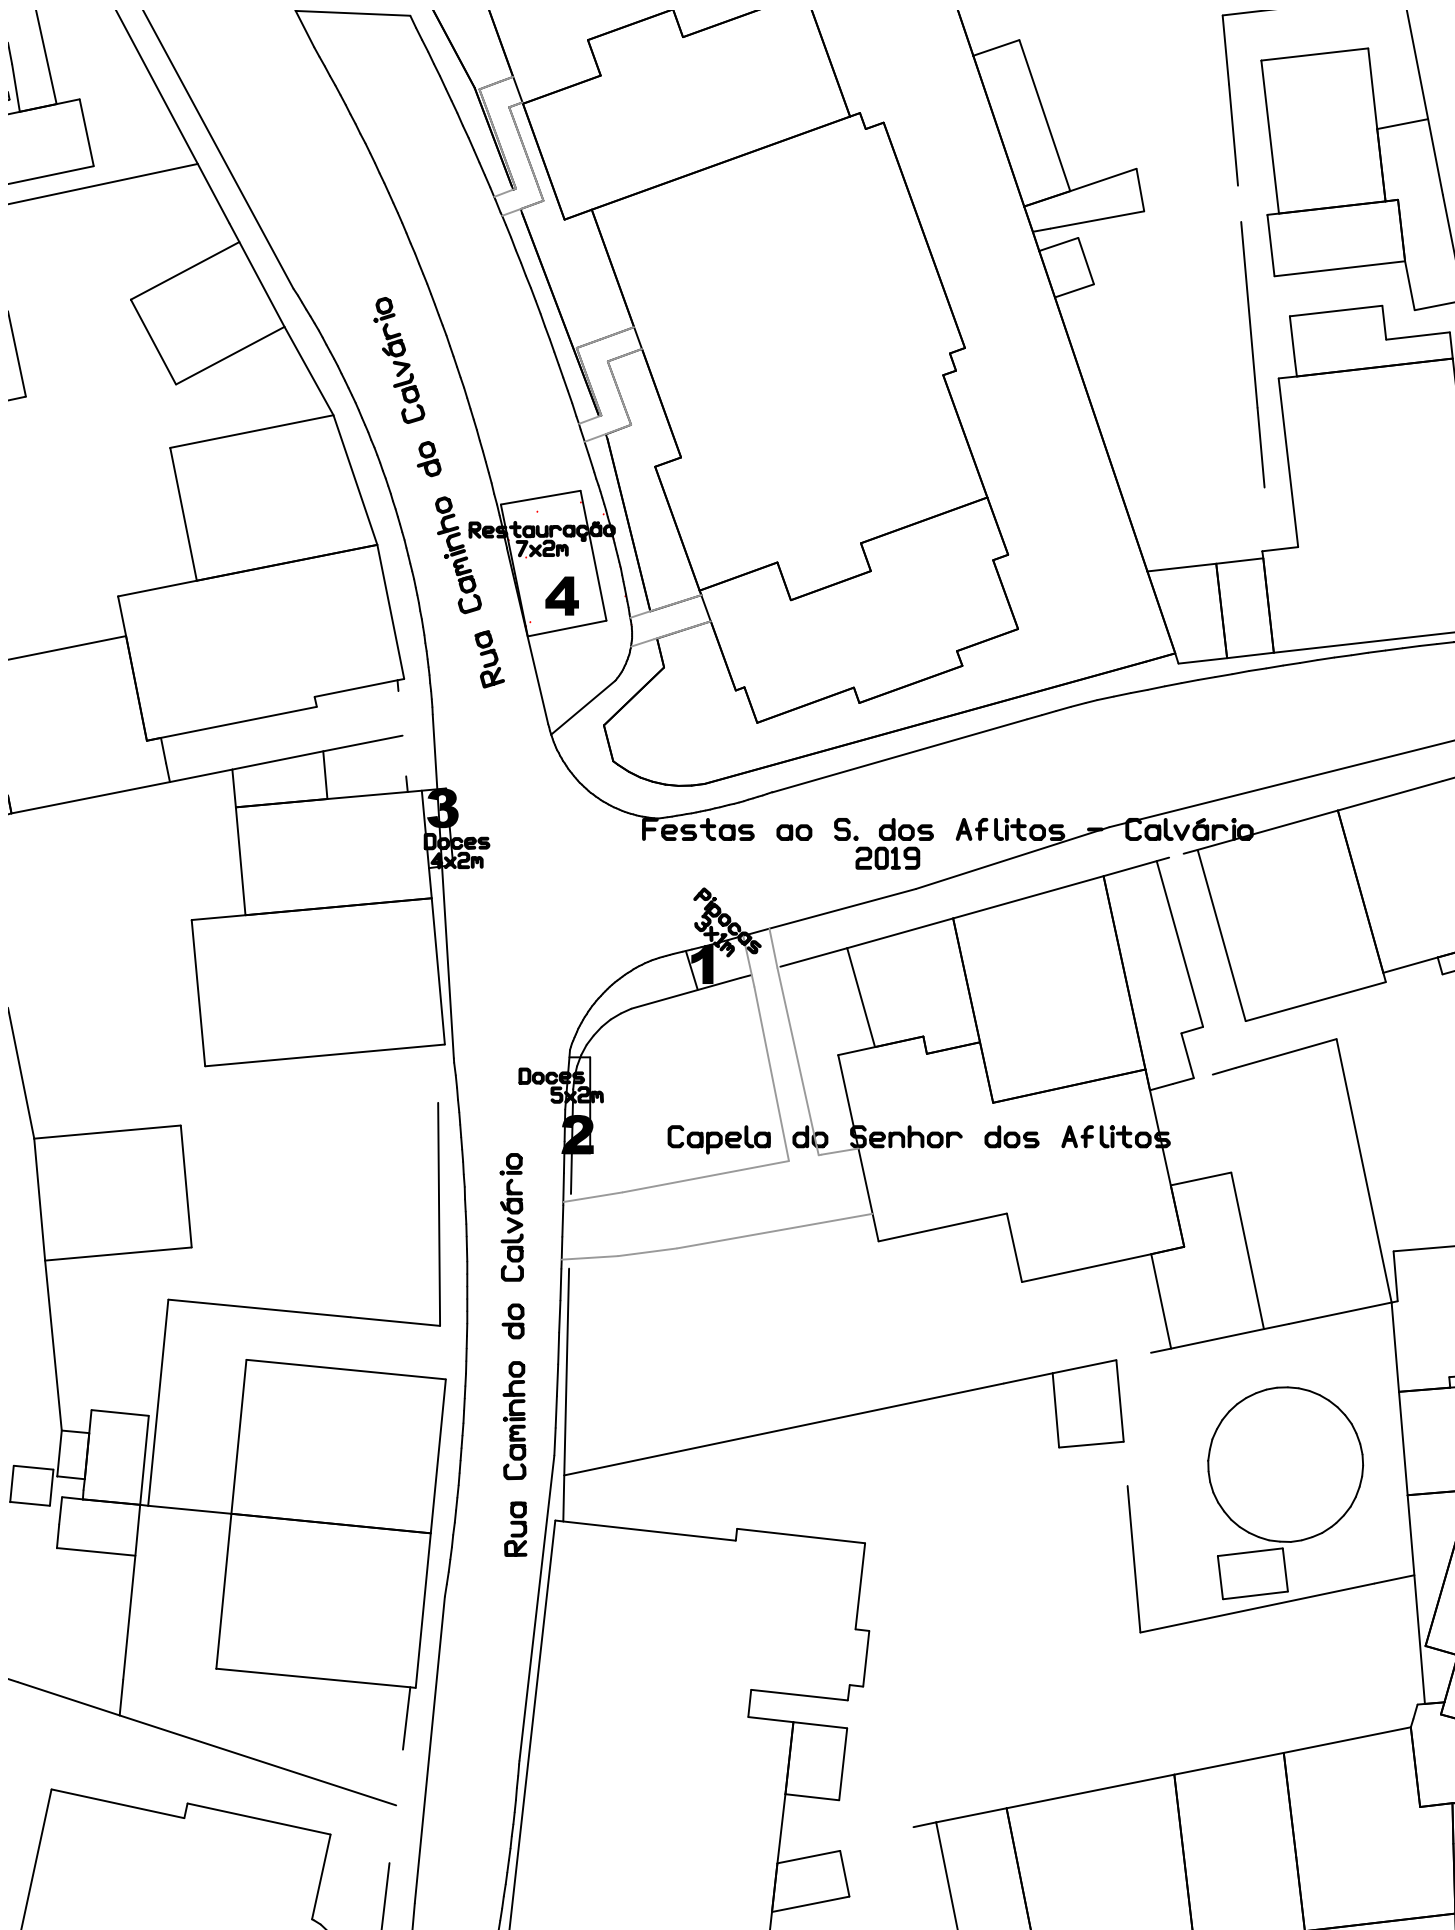 Rua Caminho do Calvário
Restauração
7x2m
4
3
Doces
4x2m
Festas ao S. dos Aflitos - Calvário
2019
Pipocas
3x1m
1
Doces
5x2m
2
Capela do Senhor dos Aflitos
Rua Caminho do Calvário